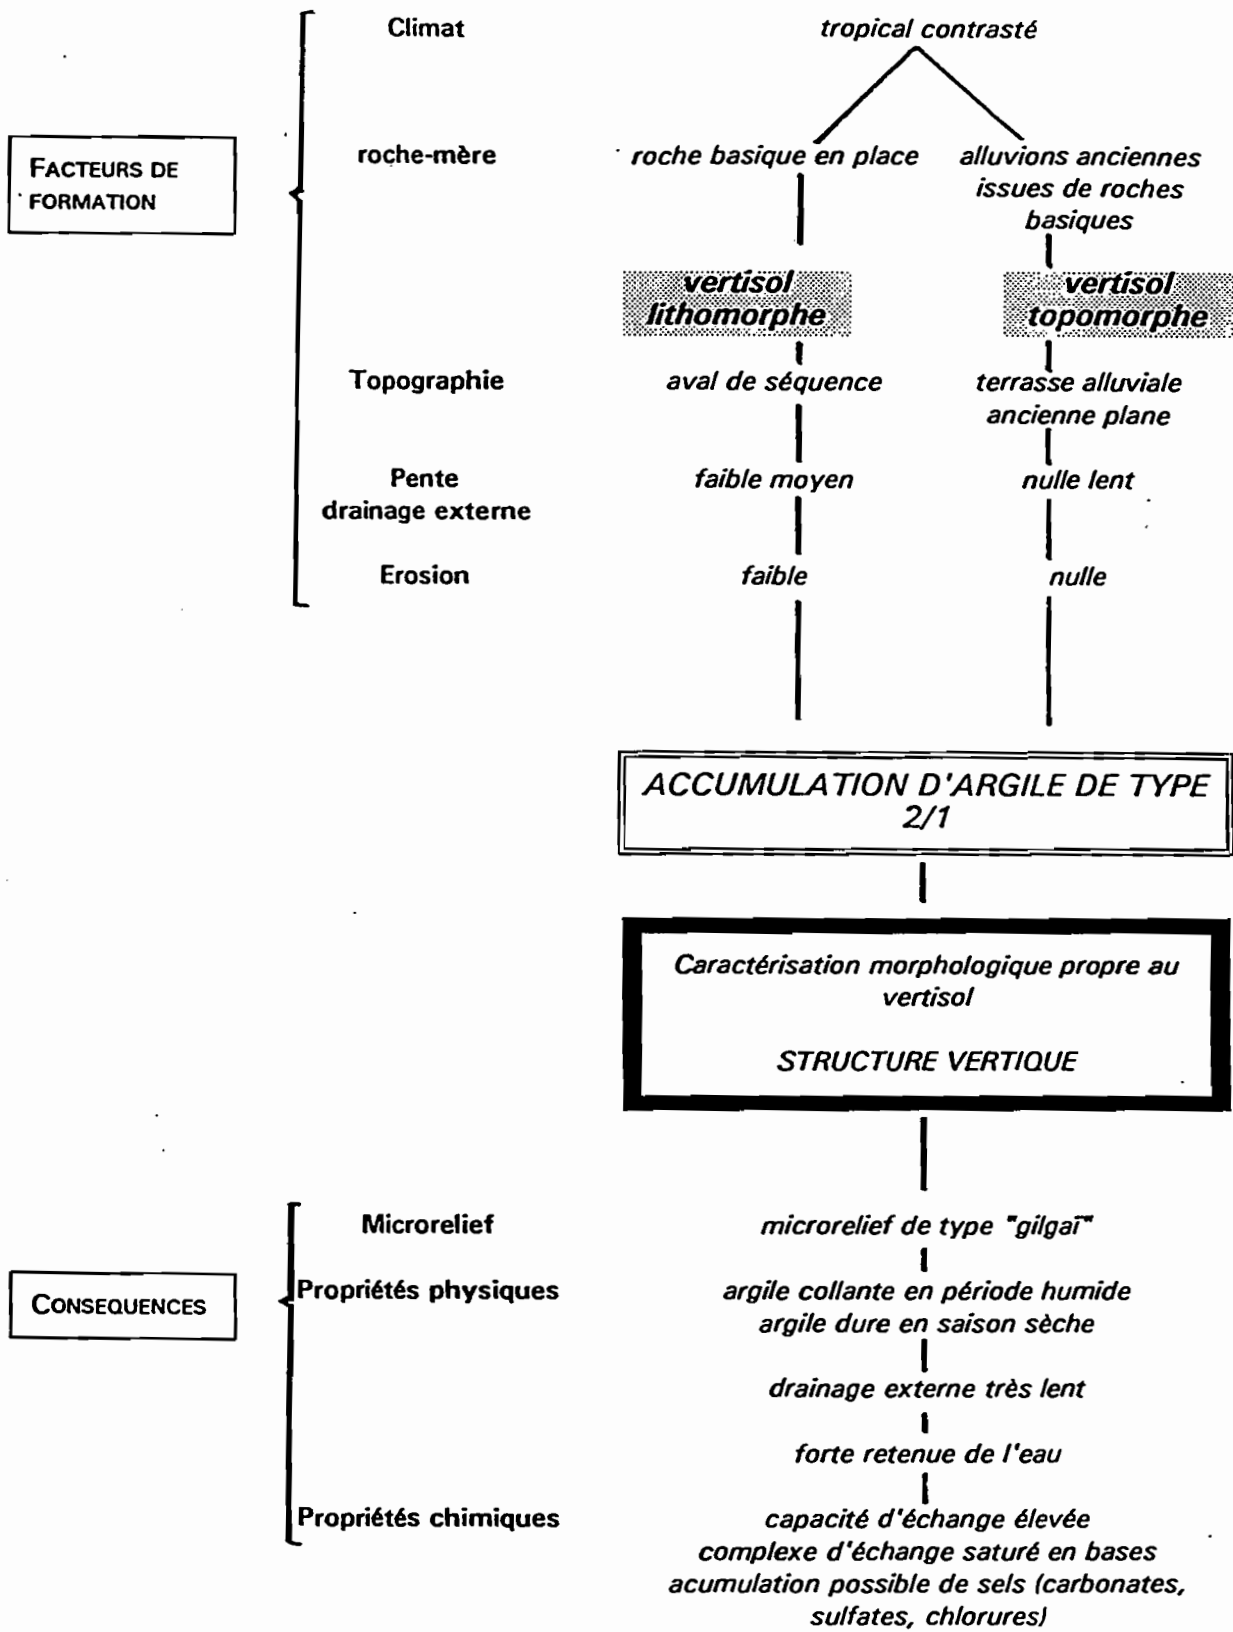 Climat
tropical contrasté
FACTEURS DE
FORMATION
roche-mère
roche basique en place
alluvions anciennes
issues de roches
basiques
vertisol
lithomorphe
vertisol
topomorphe
Topographie
aval de séquence
terrasse alluviale
ancienne plane
Pente
drainage externe
faible moyen
nulle lent
Erosion
faible
nulle
ACCUMULATION D'ARGILE DE TYPE
2/1
Caractérisation morphologique propre au
vertisol
STRUCTURE VERTIQUE
CONSEQUENCES
Microrelief
microrelief de type "gilgaï"
Propriétés physiques
argile collante en période humide
argile dure en saison sèche
drainage externe très lent
forte retenue de l'eau
Propriétés chimiques
capacité d'échange élevée
complexe d'échange saturé en bases
acumulation possible de sels (carbonates,
sulfates, chlorures)